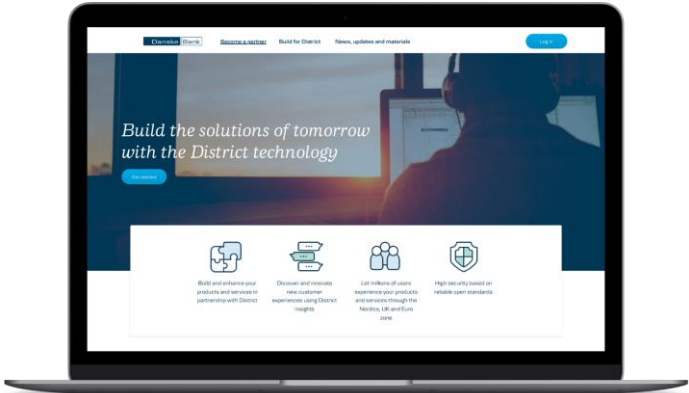 Danske Bank
Become a partner
Build for District
News, updates and materials
Log in
Build the solutions of tomorrow
with the District technology
Get started
Build and enhance your
products and services in
partnership with District
Discover and innovate
new customer
experiences using District
insights
Let millions of users
experience your products
and services through the
Nordics, UK and Euro
zone
High security based on
reliable open standards